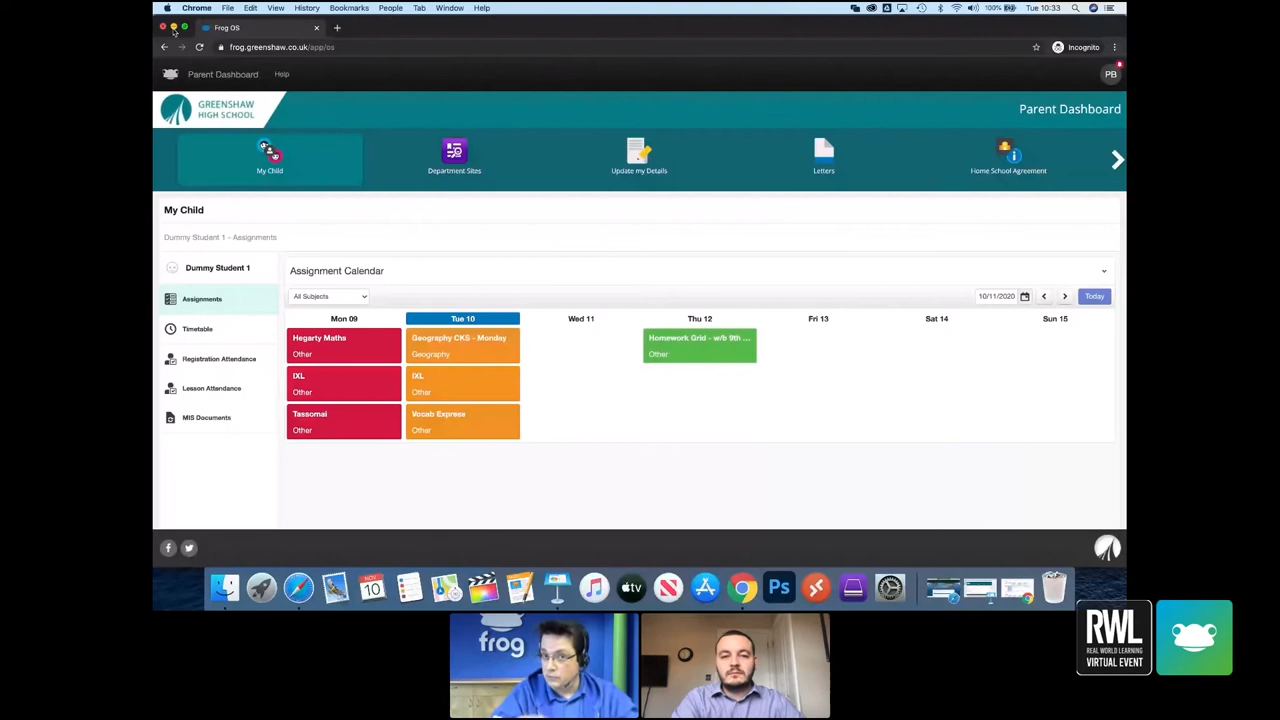 Chrome File Edit View History Bookmarks People Tab Window Help 100% Tue 10:33
Frog OS
frog.greenshaw.co.uk/app/os Incognito
Parent Dashboard Help PB
GREENSHAW
HIGH SCHOOL
Parent Dashboard
My Child Department Sites Update my Details Letters Home School Agreement
My Child
Dummy Student 1 - Assignments
Dummy Student 1
Assignments
Timetable
Registration Attendance
Lesson Attendance
MIS Documents
Assignment Calendar
All Subjects 10/11/2020 Today
Mon 09 Tue 10 Wed 11 Thu 12 Fri 13 Sat 14 Sun 15
Hegarty Maths Geography CKS - Monday Homework Grid - w/b 9th ...
Other Geography Other
IXL IXL
Other Other
Tassomai Vocab Express
Other Other
NOV
10
tv
Ps
frog
RWL
REAL WORLD LEARNING
VIRTUAL EVENT